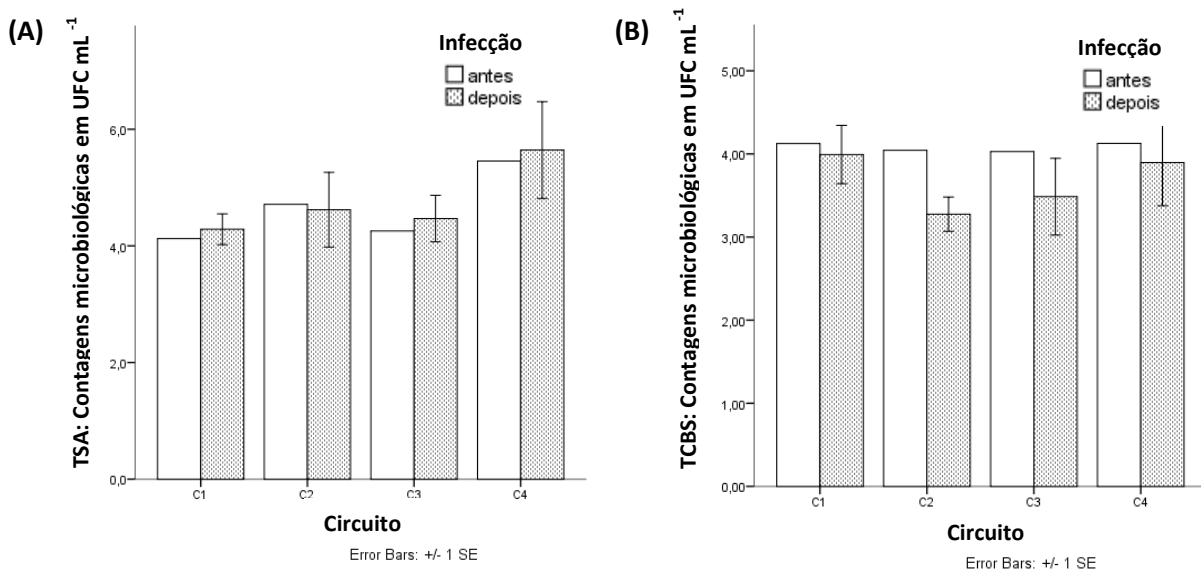 (A)
TSA: Contagens microbiológicas em UFC mL⁻¹
Infecção
antes
depois
6,0
4,0
2,0
0,0
C1 C2 C3 C4
Circuito
Error Bars: +/- 1 SE
(B)
TCBS: Contagens microbiológicas em UFC mL⁻¹
Infecção
antes
depois
5,00
4,00
3,00
2,00
1,00
0,00
C1 C2 C3 C4
Circuito
Error Bars: +/- 1 SE